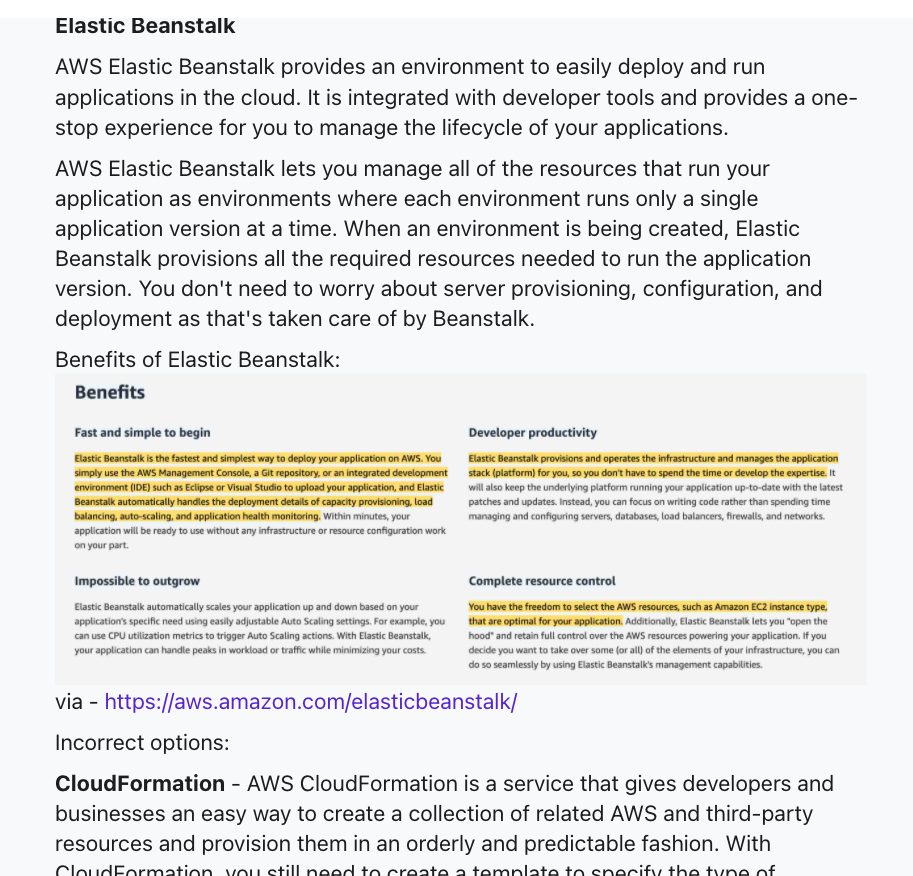 Elastic Beanstalk
AWS Elastic Beanstalk provides an environment to easily deploy and run
applications in the cloud. It is integrated with developer tools and provides a one-
stop experience for you to manage the lifecycle of your applications.
AWS Elastic Beanstalk lets you manage all of the resources that run your
application as environments where each environment runs only a single
application version at a time. When an environment is being created, Elastic
Beanstalk provisions all the required resources needed to run the application
version. You don't need to worry about server provisioning, configuration, and
deployment as that's taken care of by Beanstalk.
Benefits of Elastic Beanstalk:
Benefits
Fast and simple to begin
Elastic Beanstalk is the fastest and simplest way to deploy your application on AWS. You
simply use the AWS Management Console, a Git repository, or an integrated development
environment (IDE) such as Eclipse or Visual Studio to upload your application, and Elastic
Beanstalk automatically handles the deployment details of capacity provisioning, load
balancing, auto-scaling, and application health monitoring. Within minutes, your
application will be ready to use without any infrastructure or resource configuration work
on your part.
Developer productivity
Elastic Beanstalk provisions and operates the infrastructure and manages the application
stack (platform) for you, so you don't have to spend the time or develop the expertise. It
will also keep the underlying platform running your application up-to-date with the latest
patches and updates. Instead, you can focus on writing code rather than spending time
managing and configuring servers, databases, load balancers, firewalls, and networks.
Impossible to outgrow
Elastic Beanstalk automatically scales your application up and down based on your
application's specific need using easily adjustable Auto Scaling settings. For example, you
can use CPU utilization metrics to trigger Auto Scaling actions. With Elastic Beanstalk,
your application can handle peaks in workload or traffic while minimizing your costs.
Complete resource control
You have the freedom to select the AWS resources, such as Amazon EC2 instance type,
that are optimal for your application. Additionally, Elastic Beanstalk lets you "open the
hood" and retain full control over the AWS resources powering your application. If you
decide you want to take over some (or all) of the elements of your infrastructure, you can
do so seamlessly by using Elastic Beanstalk's management capabilities.
via - https://aws.amazon.com/elasticbeanstalk/
Incorrect options:
CloudFormation - AWS CloudFormation is a service that gives developers and
businesses an easy way to create a collection of related AWS and third-party
resources and provision them in an orderly and predictable fashion. With
CloudFormation, you still need to create a template to specify the type of